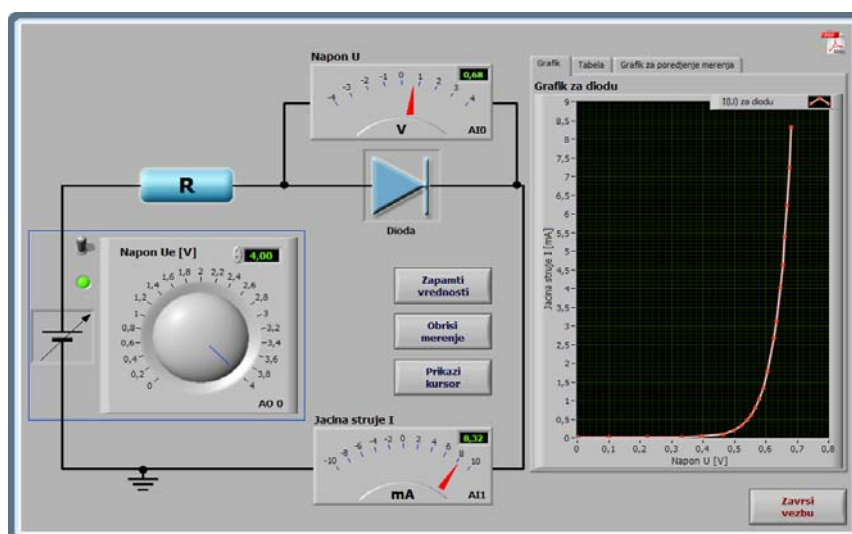 Napon U
-4 -3 -2 -1 0 1 2 3 4
0,68
V
AI0
R
Dioda
Napon Ue [V]
4,00
0 0,2 0,4 0,6 0,8 1 1,2 1,4 1,6 1,8 2 2,2 2,4 2,6 2,8 3 3,2 3,4 3,6 3,8 4
AO 0
Zapamti
vrednosti
Obrisi
merenje
Prikazi
kursor
Jacina struje I
-10 -8 -6 -4 -2 0 2 4 6 8 10
8,32
mA
AI1
PDF
Grafik
Tabela
Grafik za poredjenje merenja
Grafik za diodu
I(U) za diodu
Jacina struje I [mA]
9
8,5
8
7,5
7
6,5
6
5,5
5
4,5
4
3,5
3
2,5
2
1,5
1
0,5
0
0 0,1 0,2 0,3 0,4 0,5 0,6 0,7 0,8
Napon U [V]
Zavrsi
vezbu